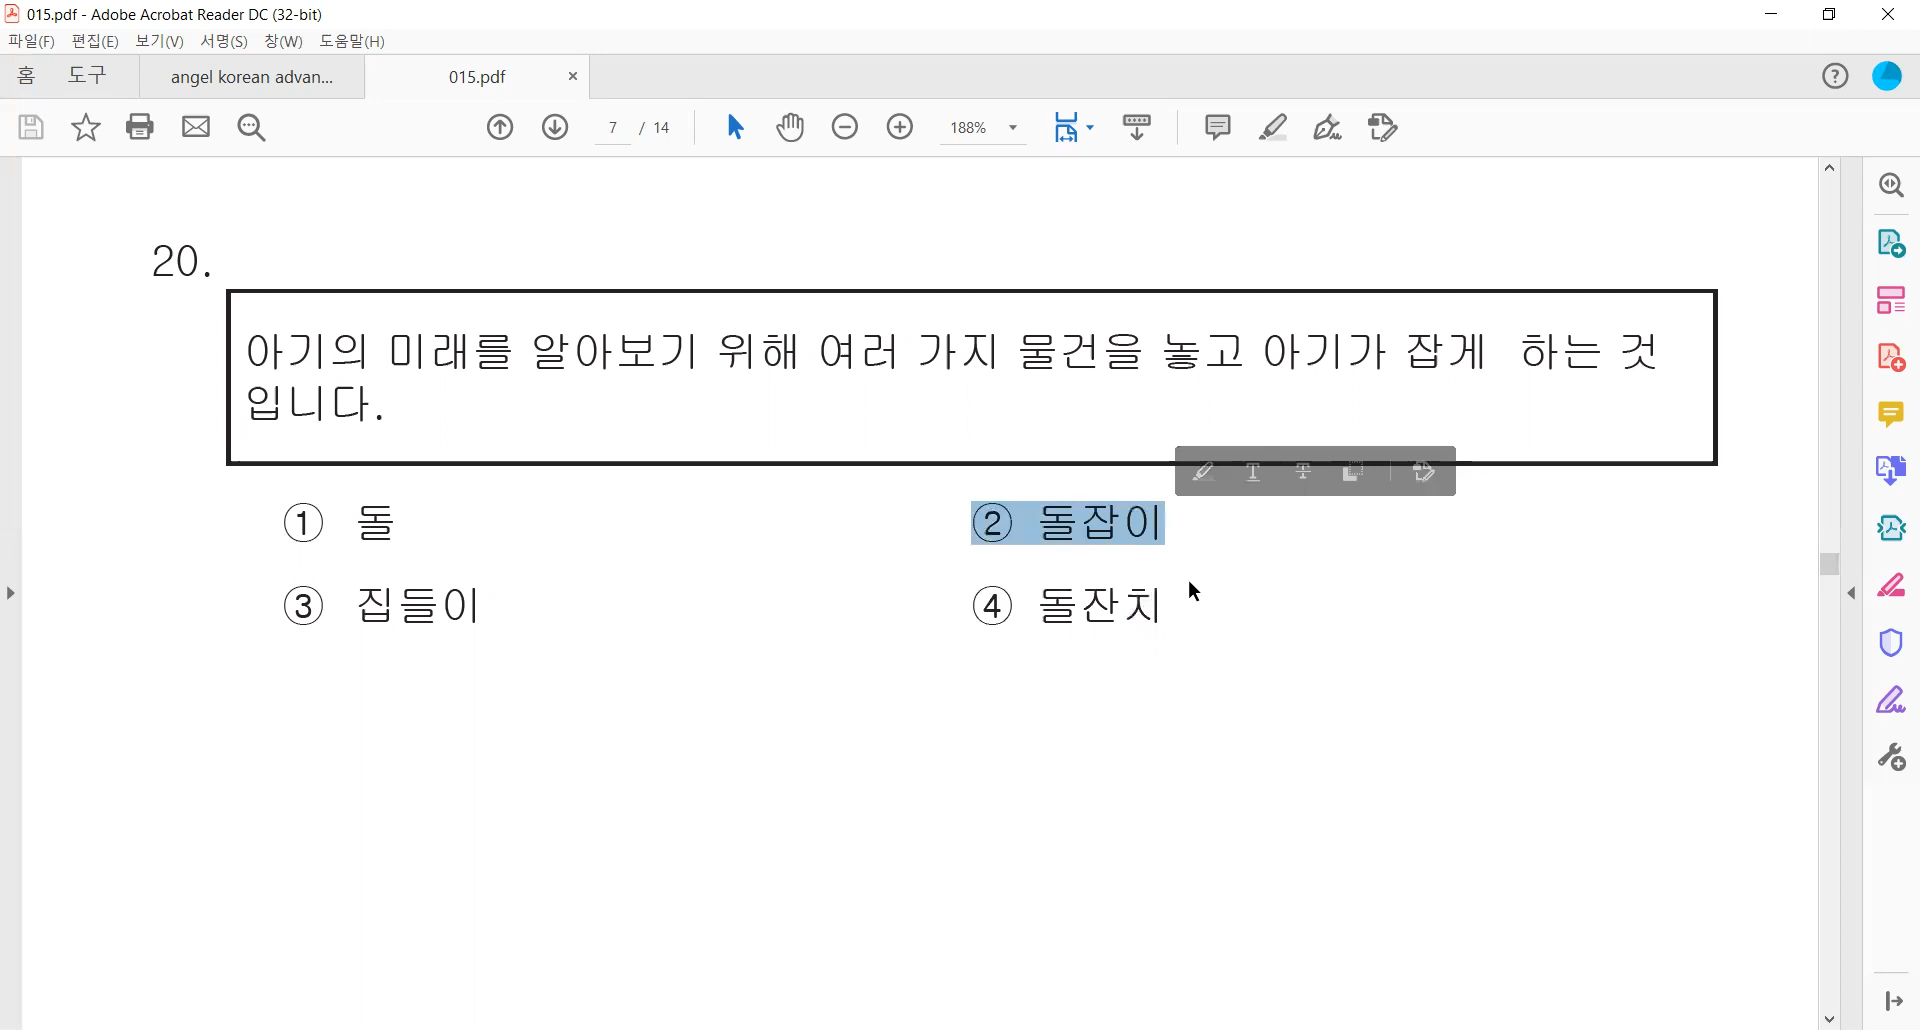 015.pdf - Adobe Acrobat Reader DC (32-bit)
파일(F) 편집(E) 보기(V) 서명(S) 창(W) 도움말(H)
홈 도구 angel korean advan... 015.pdf
7 / 14 188%
20.
아기의 미래를 알아보기 위해 여러 가지 물건을 놓고 아기가 잡게 하는 것
입니다.
① 돌 ② 돌잡이
③ 집들이 ④ 돌잔치